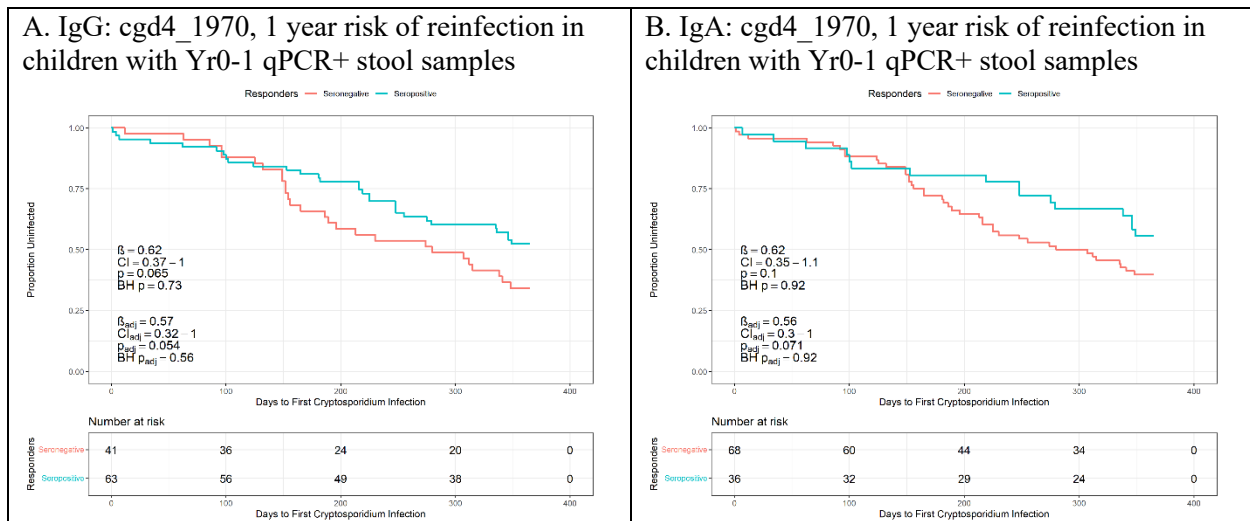 A. IgG: cgd4_1970, 1 year risk of reinfection in
children with Yr0-1 qPCR+ stool samples
Responders Seronegative Seropositive
1.00
0.75
0.50
0.25
0.00
Proportion Uninfected
ß = 0.62
CI = 0.37 − 1
p = 0.065
BH p = 0.73
ßadj = 0.57
CIadj = 0.32 − 1
padj = 0.054
BH padj − 0.56
0 100 200 300 400
Days to First Cryptosporidium Infection
Number at risk
Responders
Seronegative 41 36 24 20 0
Seropositive 63 56 49 38 0
0 100 200 300 400
Days to First Cryptosporidium Infection
B. IgA: cgd4_1970, 1 year risk of reinfection in
children with Yr0-1 qPCR+ stool samples
Responders Seronegative Seropositive
1.00
0.75
0.50
0.25
0.00
Proportion Uninfected
ß = 0.62
CI = 0.35 − 1.1
p = 0.1
BH p = 0.92
ßadj = 0.56
CIadj = 0.3 − 1
padj = 0.071
BH padj − 0.92
0 100 200 300 400
Days to First Cryptosporidium Infection
Number at risk
Responders
Seronegative 68 60 44 34 0
Seropositive 36 32 29 24 0
0 100 200 300 400
Days to First Cryptosporidium Infection